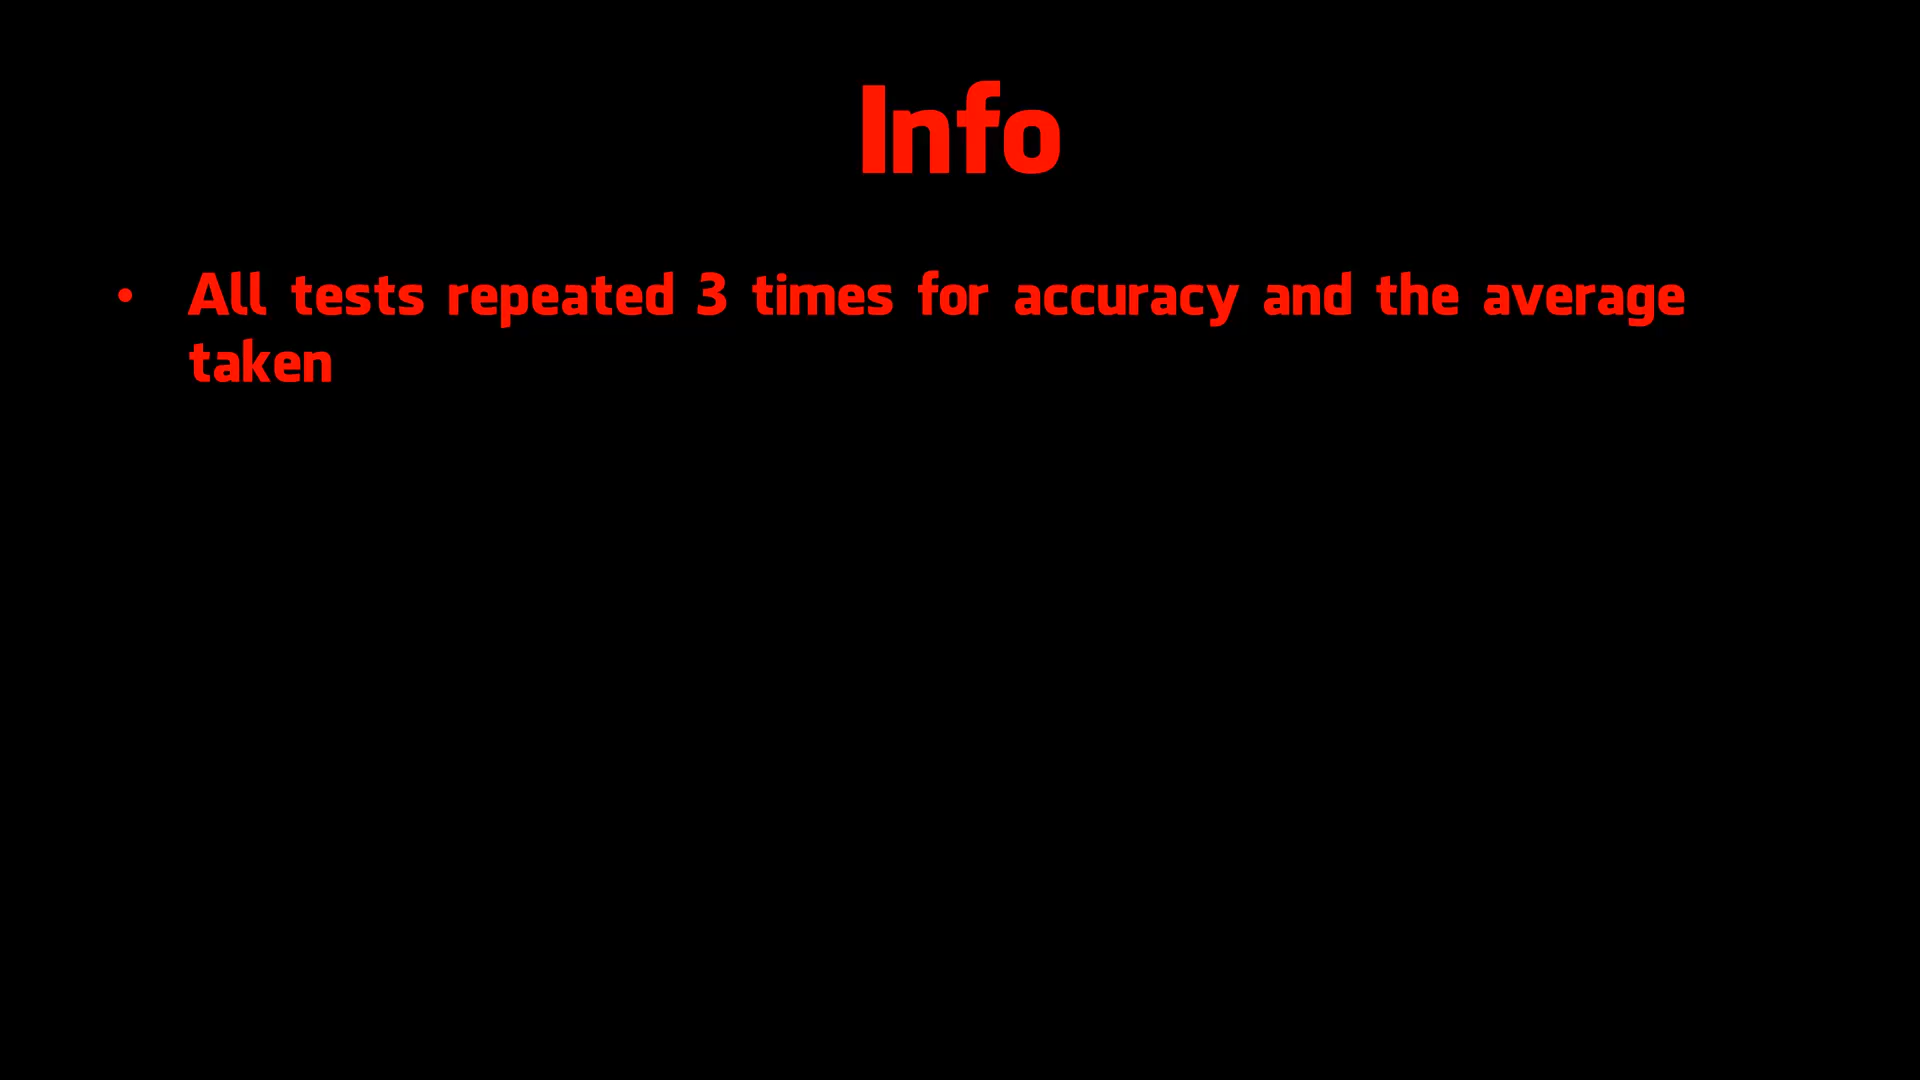 Info
• All tests repeated 3 times for accuracy and the average
taken